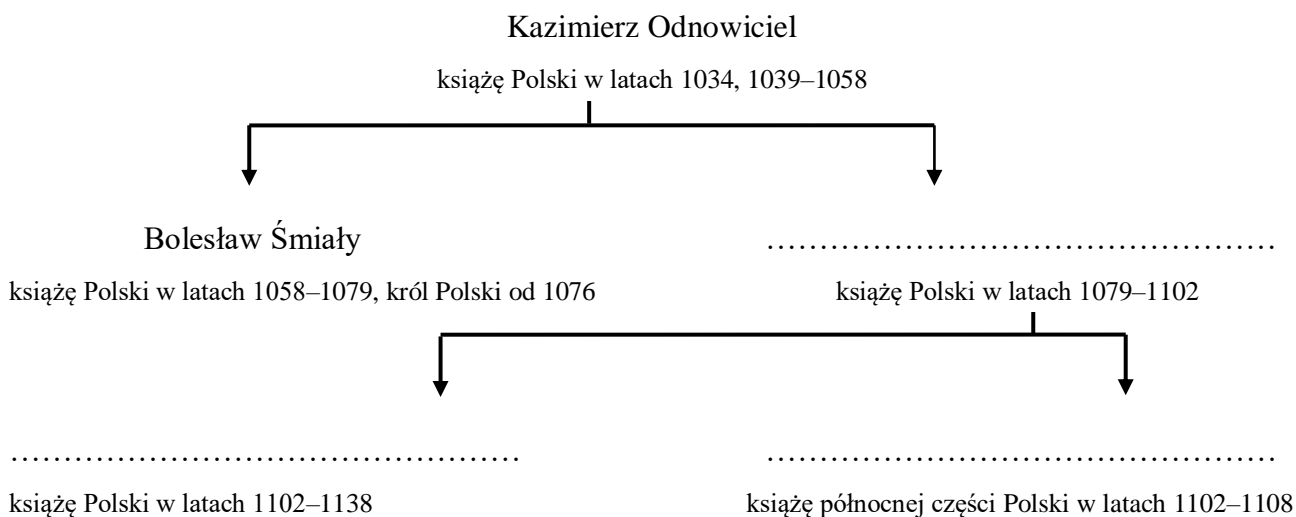 Kazimierz Odnowiciel
książę Polski w latach 1034, 1039–1058
Bolesław Śmiały
…………………………………………
książę Polski w latach 1058–1079, król Polski od 1076
książę Polski w latach 1079–1102
…………………………………………
…………………………………………
książę Polski w latach 1102–1138
książę północnej części Polski w latach 1102–1108